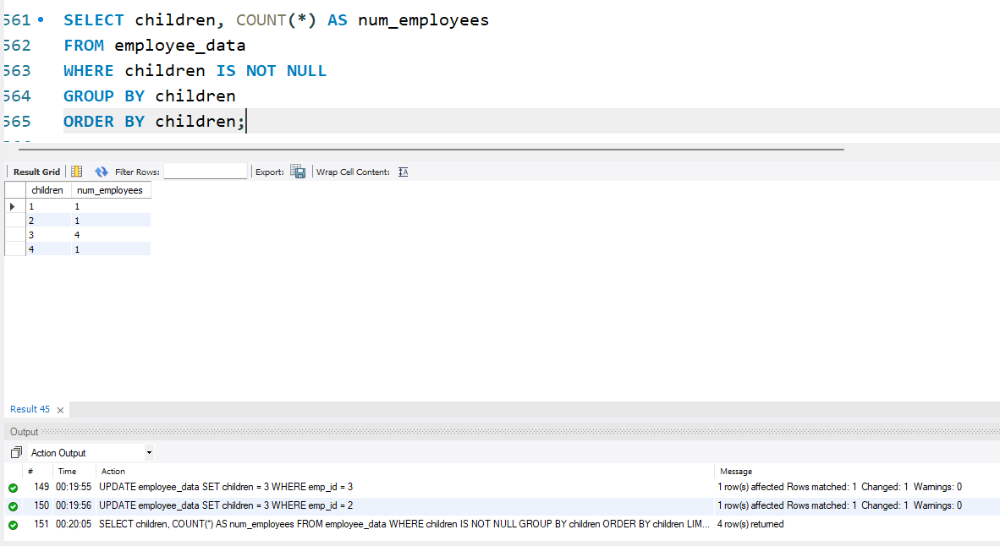 561 SELECT children, COUNT(*) AS num_employees
562 FROM employee_data
563 WHERE children IS NOT NULL
564 GROUP BY children
565 ORDER BY children;
Result Grid Filter Rows: Export: Wrap Cell Content: IA
children num_employees
1 1
2 1
3 4
4 1
Result 45 x
Output
Action Output
# Time Action Message
149 00:19:55 UPDATE employee_data SET children = 3 WHERE emp_id = 3 1 row(s) affected Rows matched: 1 Changed: 1 Warnings: 0
150 00:19:56 UPDATE employee_data SET children = 3 WHERE emp_id = 2 1 row(s) affected Rows matched: 1 Changed: 1 Warnings: 0
151 00:20:05 SELECT children, COUNT(*) AS num_employees FROM employee_data WHERE children IS NOT NULL GROUP BY children ORDER BY children LIM... 4 row(s) returned